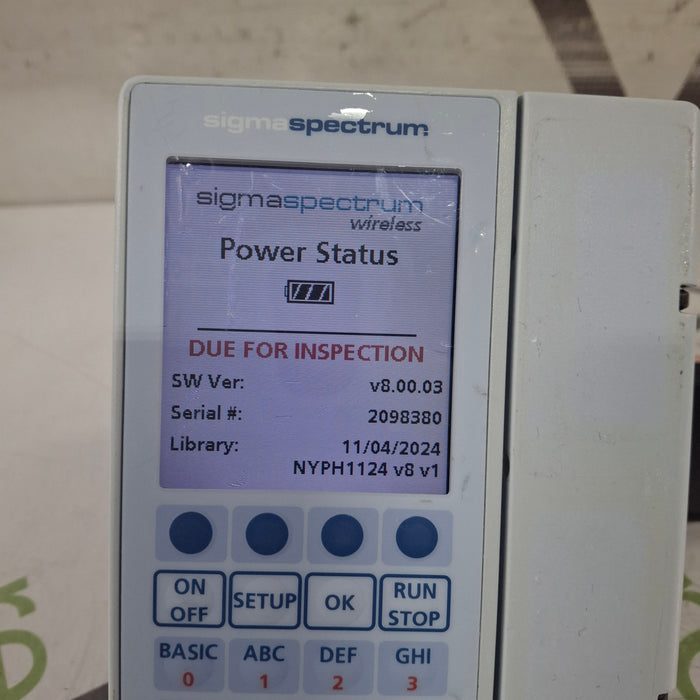 sigmaspectrum
sigmaspectrum
wireless
Power Status
DUE FOR INSPECTION
SW Ver: v8.00.03
Serial #: 2098380
Library: 11/04/2024
NYPH1124 v8 v1
ON OFF SETUP OK RUN STOP
BASIC ABC DEF GHI
0 1 2 3